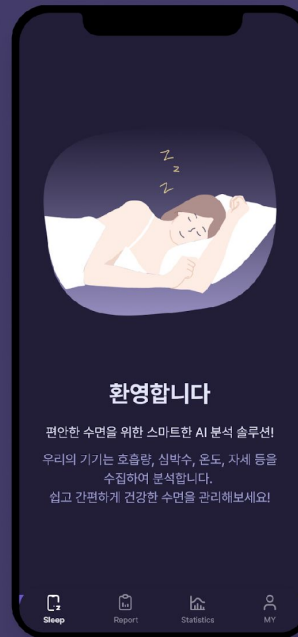 z
z
z
환영합니다
편안한 수면을 위한 스마트한 AI 분석 솔루션!
우리의 기기는 호흡량, 심박수, 온도, 자세 등을
수집하여 분석합니다.
쉽고 간편하게 건강한 수면을 관리해보세요!
Sleep Report Statistics MY